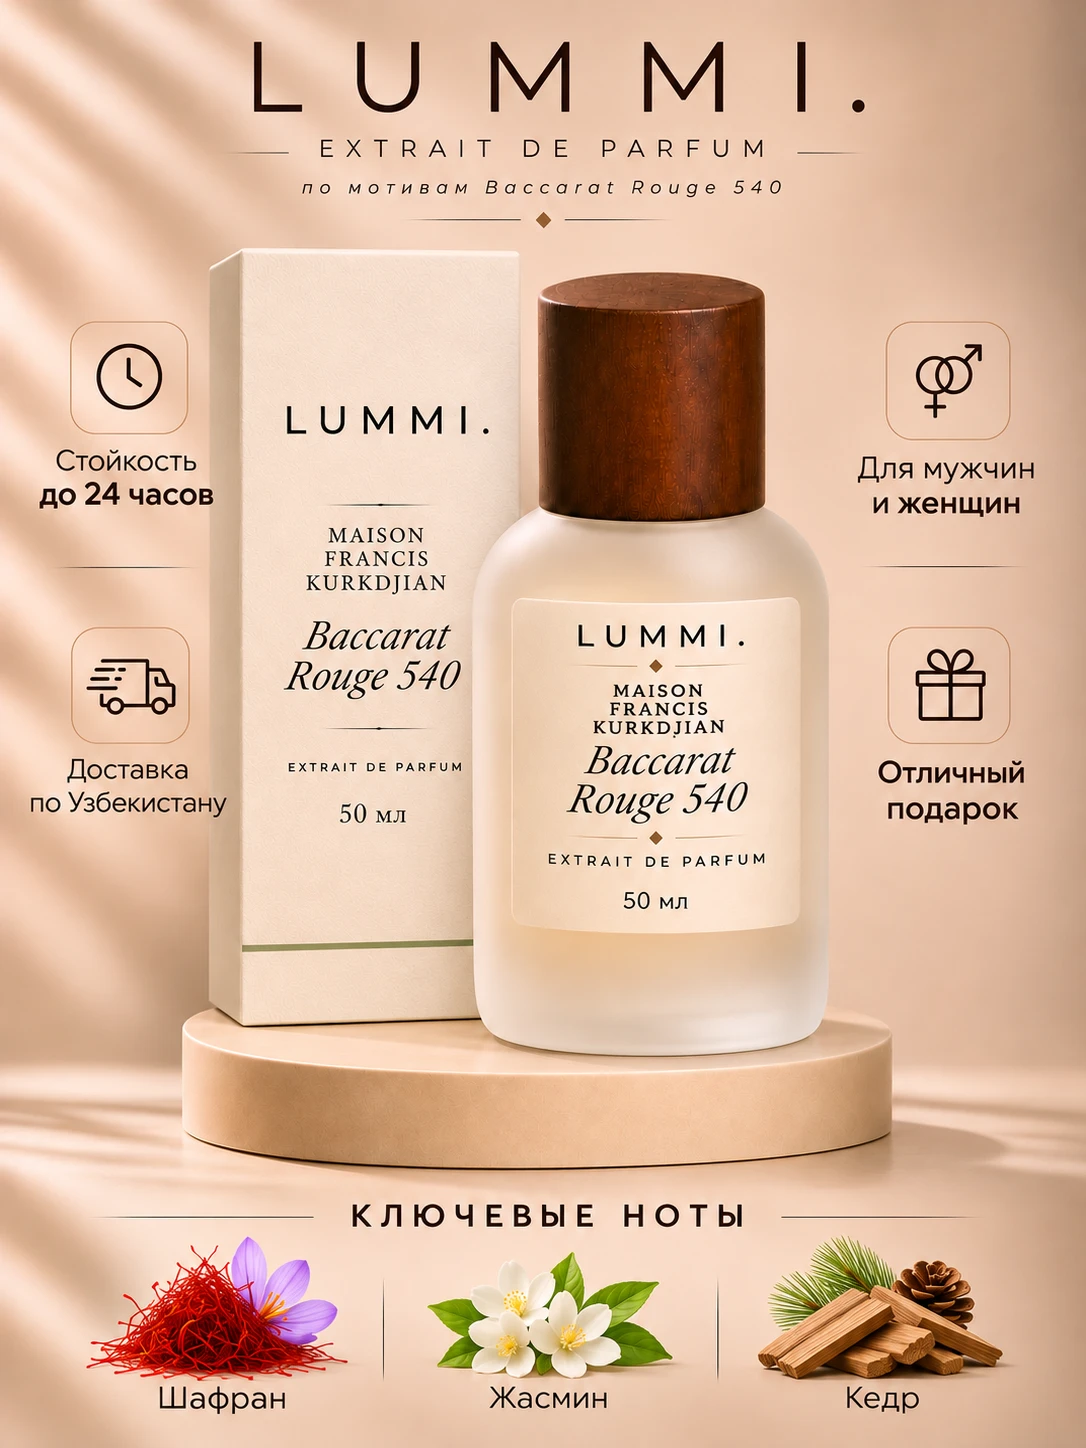 LUMMI.
EXTRAIT DE PARFUM
по мотивам Baccarat Rouge 540
Стойкость
до 24 часов
Доставка
по Узбекистану
LUMMI.
MAISON
FRANCIS
KURKDJIAN
Baccarat
Rouge 540
EXTRAIT DE PARFUM
50 мл
LUMMI.
MAISON
FRANCIS
KURKDJIAN
Baccarat
Rouge 540
EXTRAIT DE PARFUM
50 мл
Для мужчин
и женщин
Отличный
подарок
КЛЮЧЕВЫЕ НОТЫ
Шафран
Жасмин
Кедр